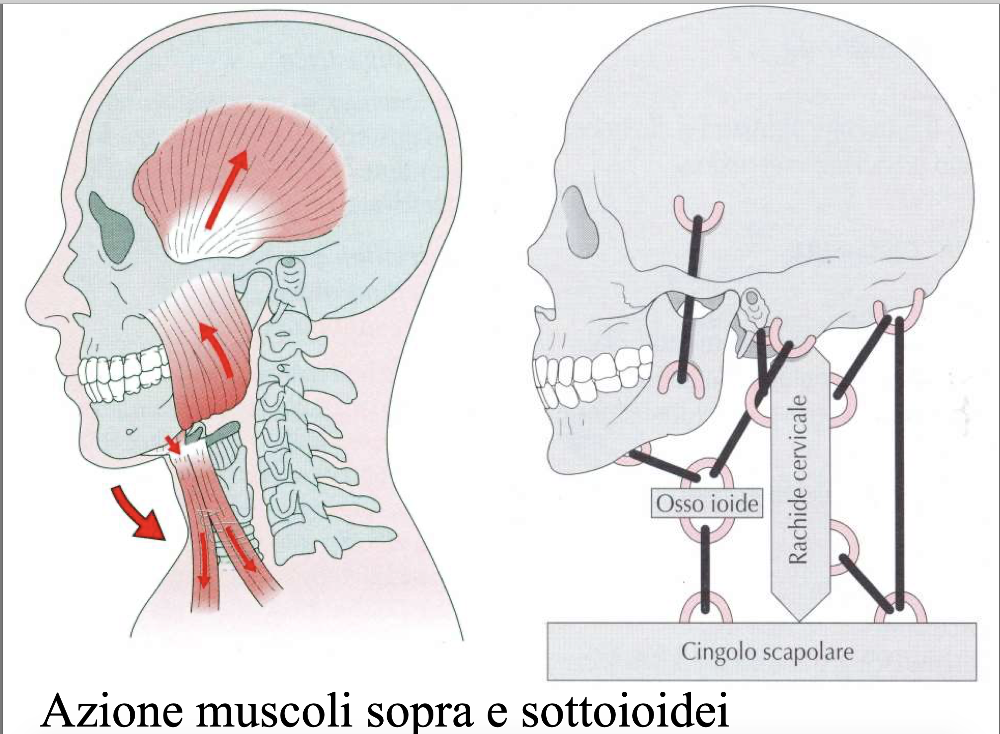 Osso ioide
Rachide cervicale
Cingolo scapolare
Azione muscoli sopra e sottoioidei